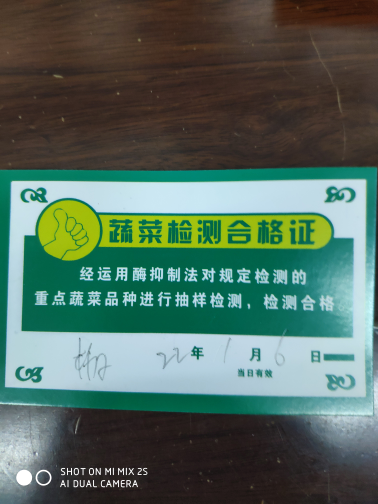 蔬菜检测合格证
经运用酶抑制法对规定检测的
重点蔬菜品种进行抽样检测，检测合格
22年1月6日
当日有效
SHOT ON MI MIX 2S
AI DUAL CAMERA